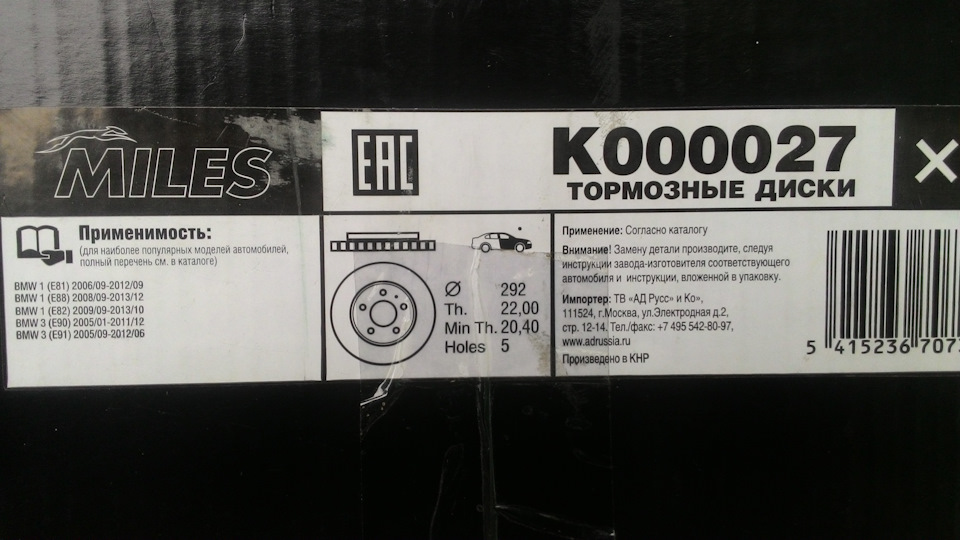 MILES
EAC
K000027
ТОРМОЗНЫЕ ДИСКИ
Применимость:
(для наиболее популярных моделей автомобилей,
полный перечень см. в каталоге)
BMW 1 (E81) 2006/09-2012/09
BMW 1 (E88) 2008/09-2013/12
BMW 1 (E82) 2009/09-2013/10
BMW 3 (E90) 2005/01-2011/12
BMW 3 (E91) 2005/09-2012/06
Ø 292
Th. 22,00
Min Th. 20,40
Holes 5
Применение: Согласно каталогу
Внимание! Замену детали производите, следуя
инструкции завода-изготовителя соответствующего
автомобиля и инструкции, вложенной в упаковку.
Импортер: ТВ «АД Русс» и Ко»,
111524, г.Москва, ул.Электродная д.2,
стр. 12-14. Тел./факс: +7 495 542-80-97,
www.adrussia.ru
Произведено в КНР
5 415236 707